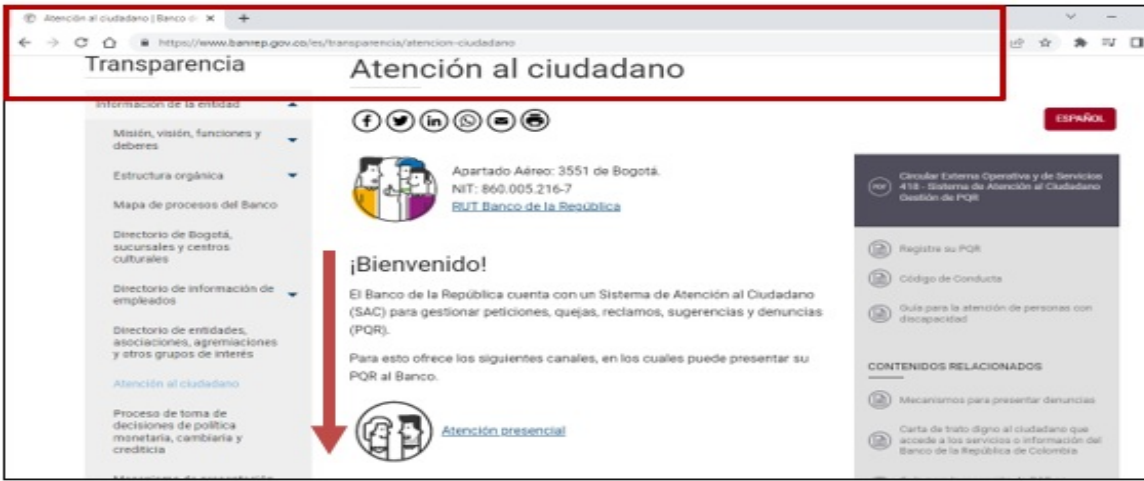 Atención al ciudadano | Banco d
https://www.banrep.gov.co/es/transparencia/atencion-ciudadano
Transparencia
Información de la entidad
Misión, visión, funciones y
deberes
Estructura orgánica
Mapa de procesos del Banco
Directorio de Bogotá,
sucursales y centros
culturales
Directorio de información de
empleados
Directorio de entidades,
asociaciones, agremiaciones
y otros grupos de interés
Atención al ciudadano
Proceso de toma de
decisiones de política
monetaria, cambiaria y
crediticia
Atención al ciudadano
Apartado Aéreo: 3551 de Bogotá.
NIT: 860.005.216-7
RUT Banco de la República
¡Bienvenido!
El Banco de la República cuenta con un Sistema de Atención al Ciudadano
(SAC) para gestionar peticiones, quejas, reclamos, sugerencias y denuncias
(PQR).
Para esto ofrece los siguientes canales, en los cuales puede presentar su
PQR al Banco.
Atención presencial
ESPAÑOL
PDF
Circular Externa Operativa y de Servicios
418 - Sistema de Atención al Ciudadano
Gestión de PQR
Registre su PQR
Código de Conducta
Guía para la atención de personas con
discapacidad
CONTENIDOS RELACIONADOS
Mecanismos para presentar denuncias
Carta de trato digno al ciudadano que
accede a los servicios o información del
Banco de la República de Colombia